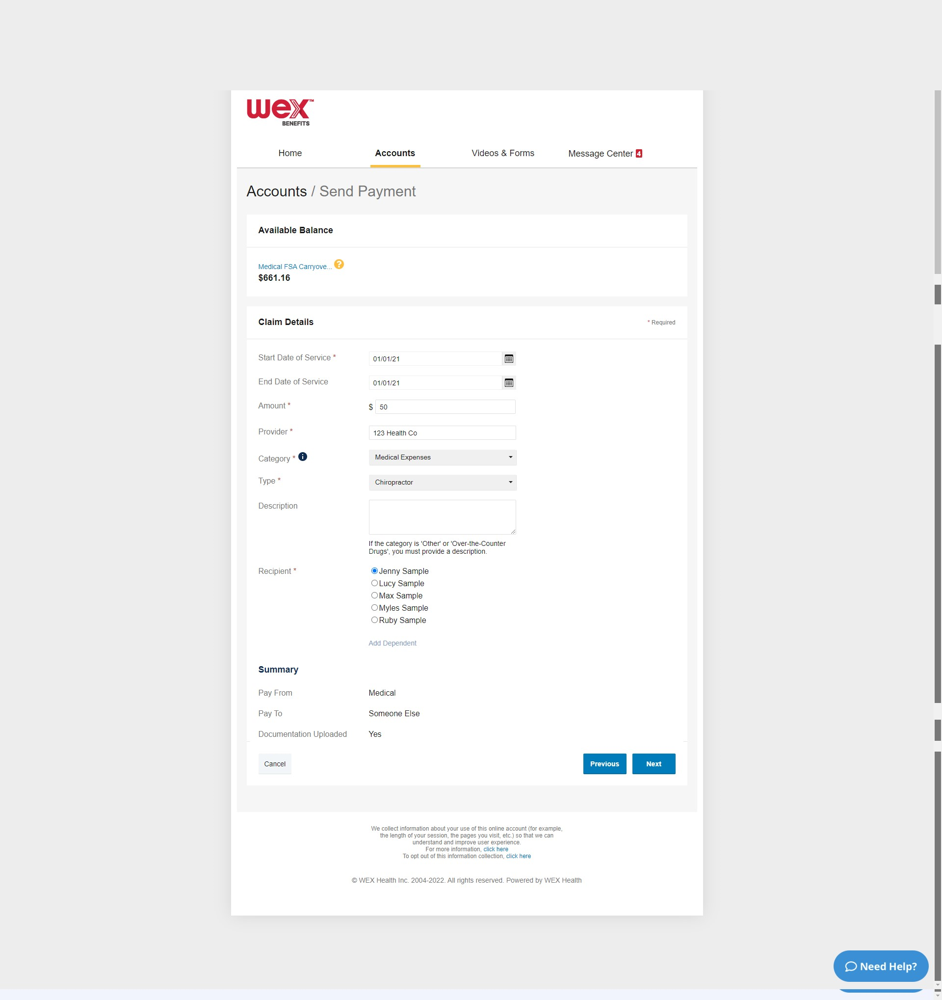 wex™
BENEFITS
Home Accounts Videos & Forms Message Center 4
Accounts / Send Payment
Available Balance
Medical FSA Carryove... ?
$661.16
Claim Details * Required
Start Date of Service * 01/01/21
End Date of Service 01/01/21
Amount * $ 50
Provider * 123 Health Co
Category * i Medical Expenses
Type * Chiropractor
Description
If the category is 'Other' or 'Over-the-Counter
Drugs', you must provide a description.
Recipient * Jenny Sample
Lucy Sample
Max Sample
Myles Sample
Ruby Sample
Add Dependent
Summary
Pay From Medical
Pay To Someone Else
Documentation Uploaded Yes
Cancel Previous Next
We collect information about your use of this online account (for example,
the length of your session, the pages you visit, etc.) so that we can
understand and improve user experience.
For more information, click here
To opt out of this information collection, click here
© WEX Health Inc. 2004-2022. All rights reserved. Powered by WEX Health
Need Help?